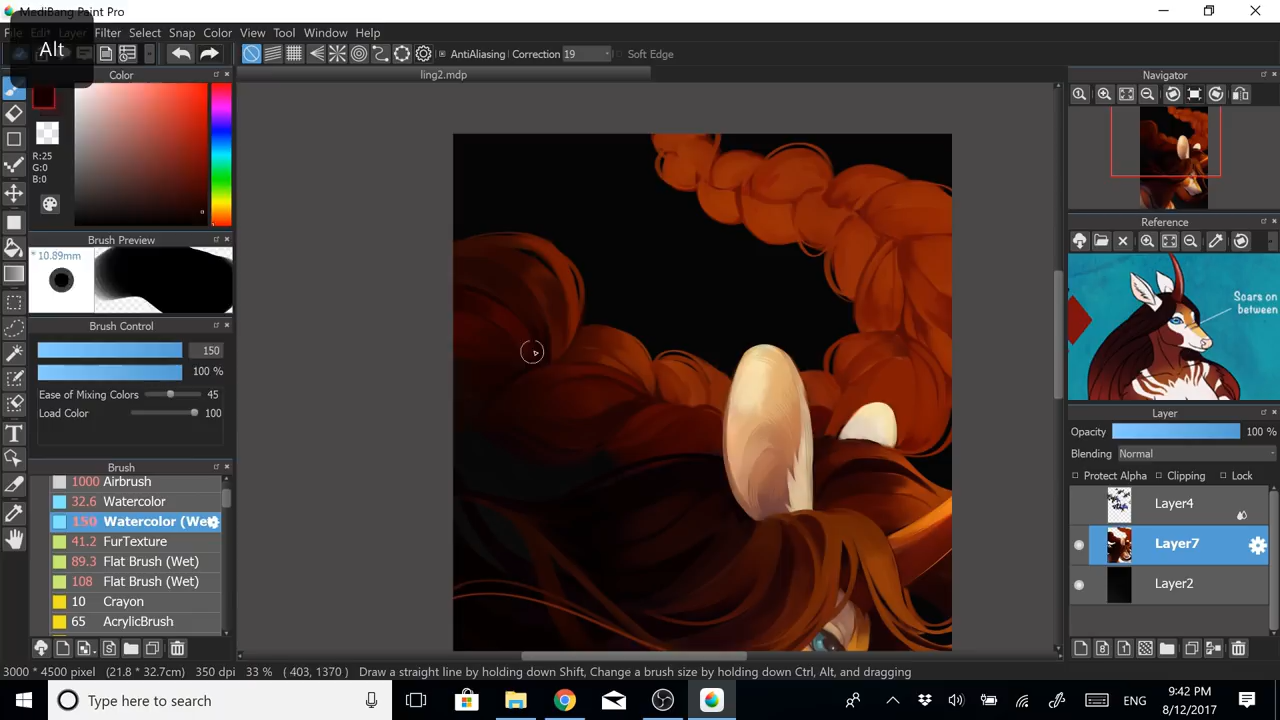 MediBang Paint Pro
Alt
File Edit Layer Filter Select Snap Color View Tool Window Help
AntiAliasing Correction 19 Soft Edge
ling2.mdp
Color
R:25
G:0
B:0
Brush Preview
* 10.89mm
Brush Control
150
100 %
Ease of Mixing Colors 45
Load Color 100
Brush
1000 Airbrush
32.6 Watercolor
150 Watercolor (Wet
41.2 FurTexture
89.3 Flat Brush (Wet)
108 Flat Brush (Wet)
10 Crayon
65 AcrylicBrush
Navigator
Reference
Scars on
between
Layer
Opacity 100 %
Blending Normal
Protect Alpha Clipping Lock
Layer4
Layer7
Layer2
3000 * 4500 pixel (21.8 * 32.7cm) 350 dpi 33 % ( 403, 1370 ) Draw a straight line by holding down Shift, Change a brush size by holding down Ctrl, Alt, and dragging
Type here to search
ENG
9:42 PM
8/12/2017